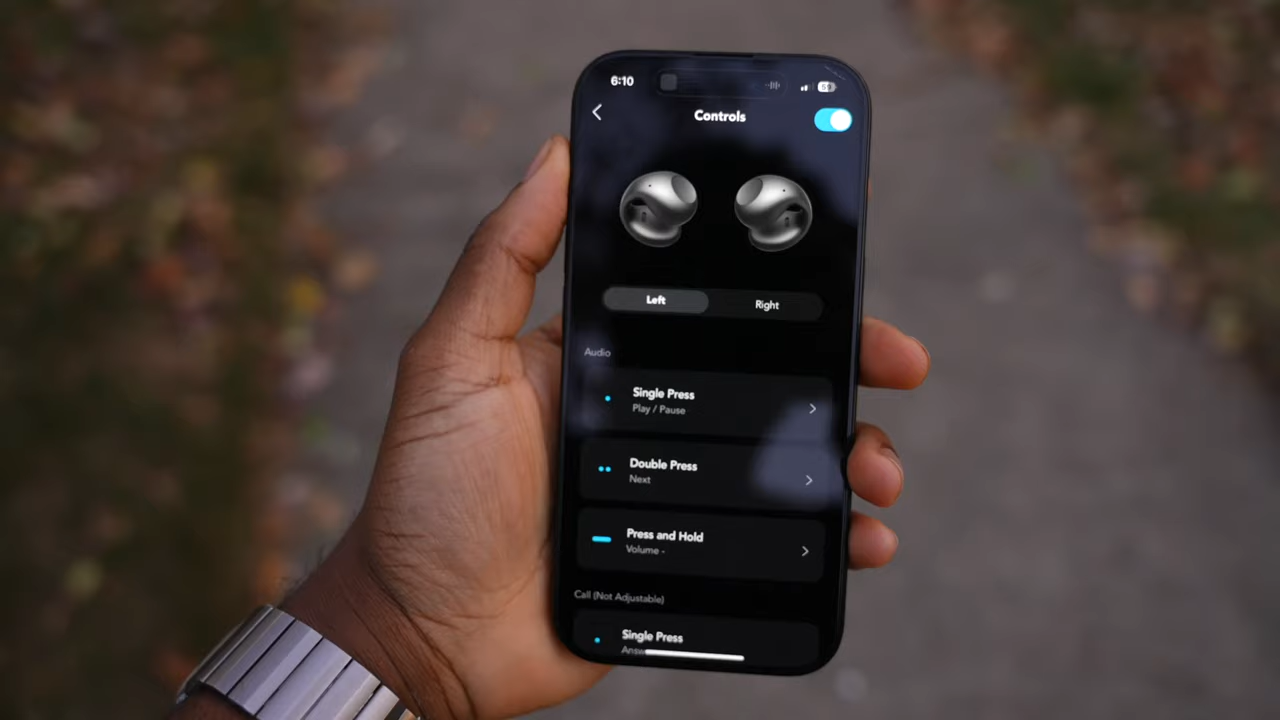 6:10
59
Controls
Left
Right
Audio
Single Press
Play / Pause
Double Press
Next
Press and Hold
Volume -
Call (Not Adjustable)
Single Press